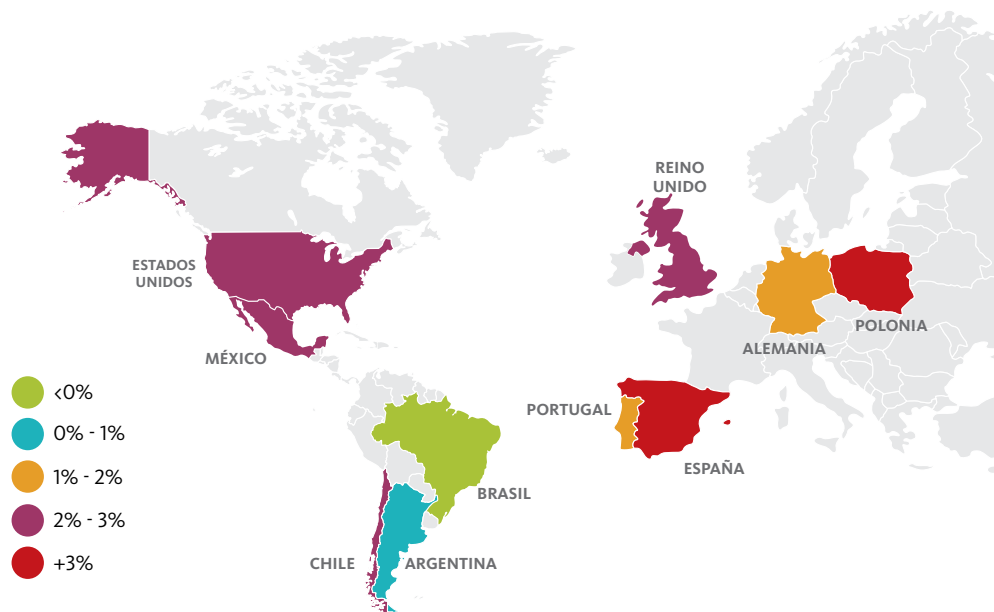 REINO
UNIDO
ESTADOS
UNIDOS
MÉXICO
POLONIA
ALEMANIA
PORTUGAL
ESPAÑA
BRASIL
CHILE
ARGENTINA
<0%
0% - 1%
1% - 2%
2% - 3%
+3%